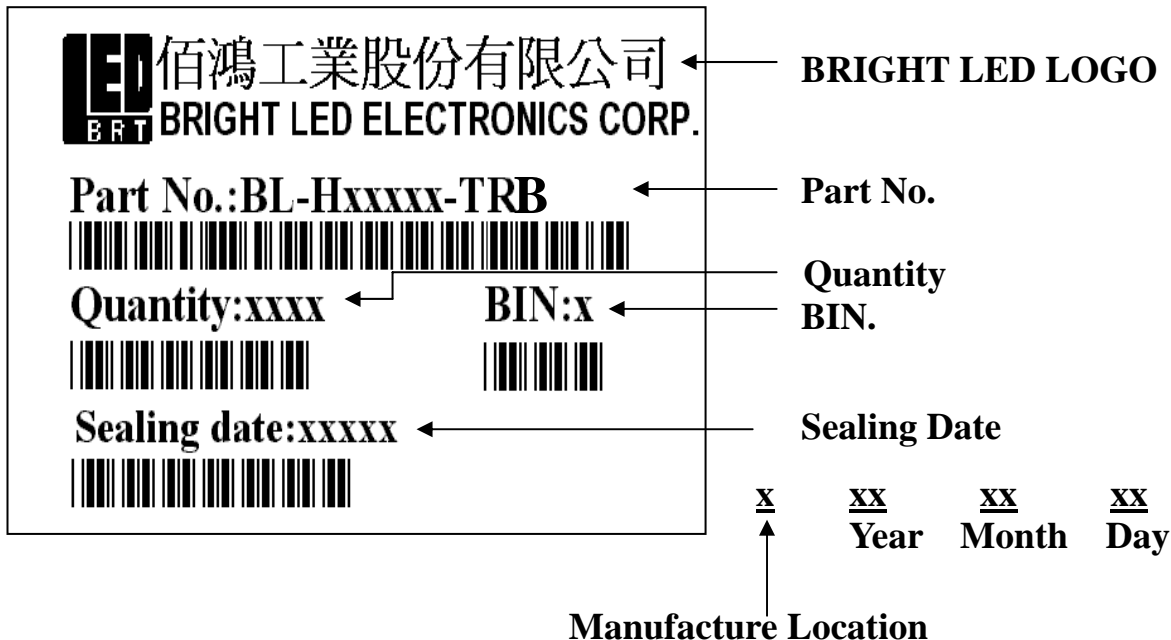 LED
BRT
佰鴻工業股份有限公司
BRIGHT LED ELECTRONICS CORP.
BRIGHT LED LOGO
Part No.:BL-Hxxxxx-TRB
Part No.
Quantity
Quantity:xxxx
BIN:x
BIN.
Sealing date:xxxxx
Sealing Date
x xx xx xx
Year Month Day
Manufacture Location